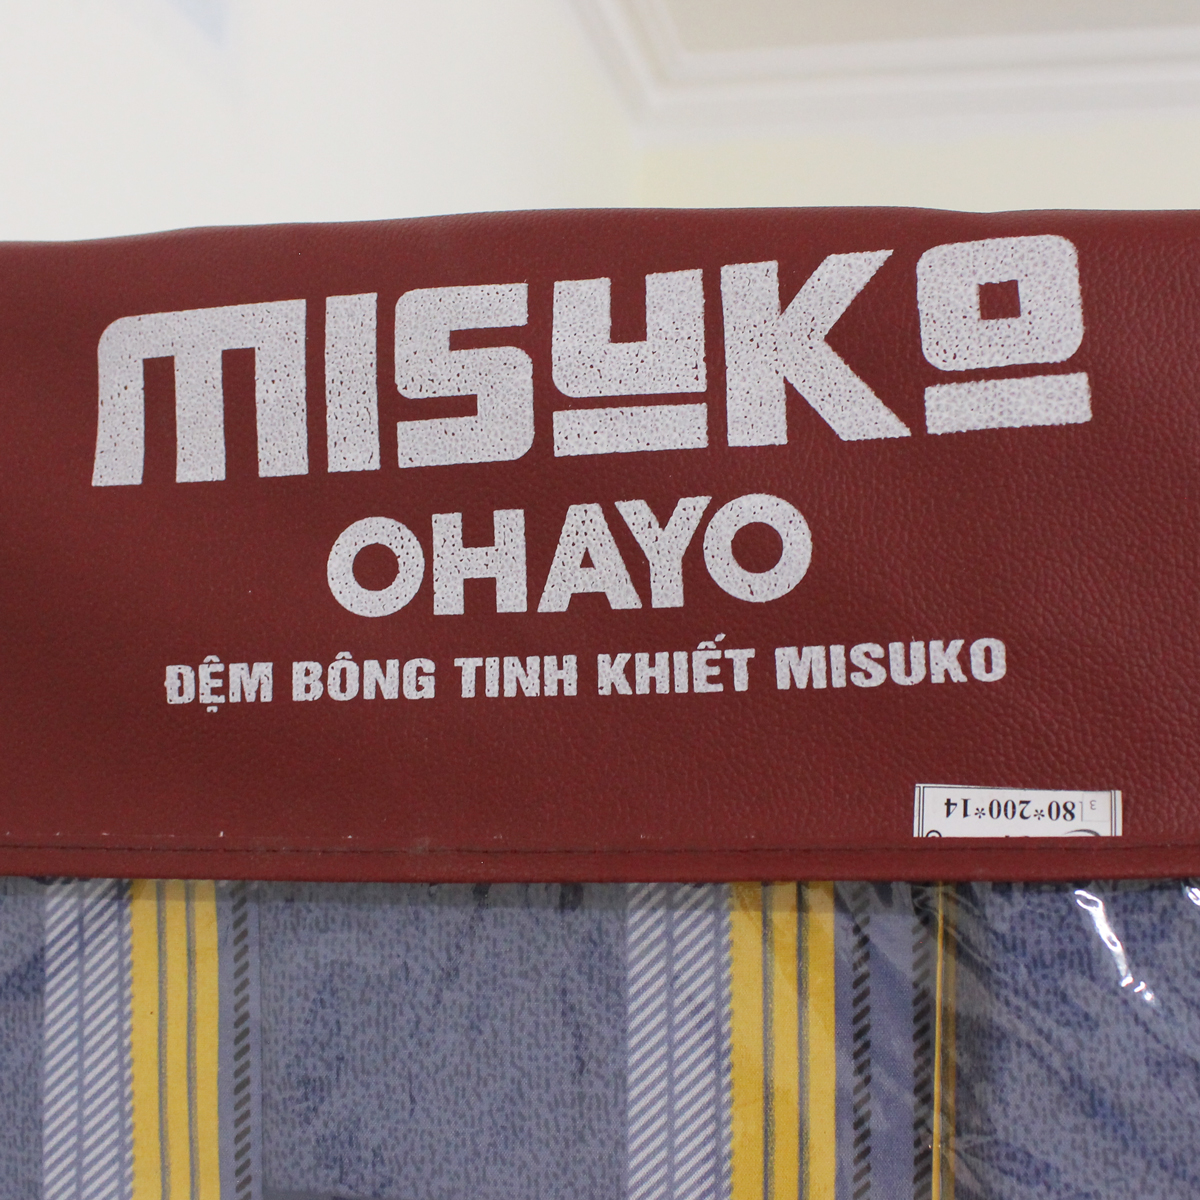 MISUKO
OHAYO
ĐỆM BÔNG TINH KHIẾT MISUKO
80*200*14